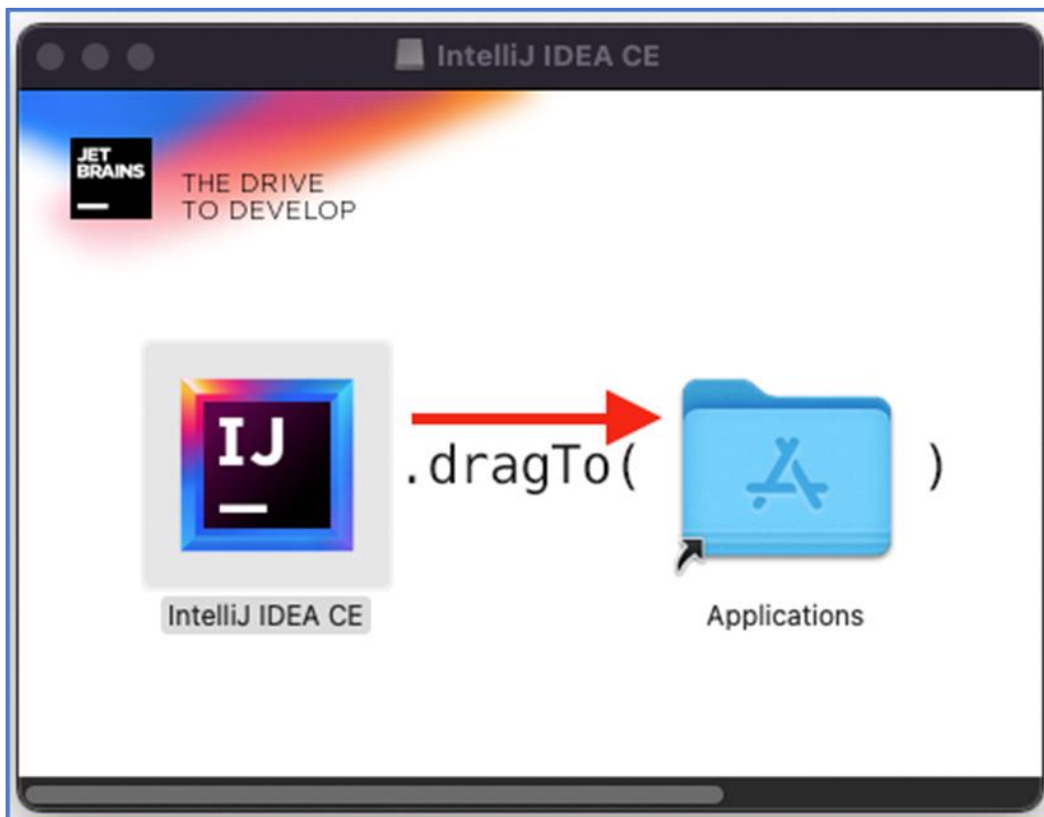 IntelliJ IDEA CE
JET
BRAINS
THE DRIVE
TO DEVELOP
IJ
.dragTo( )
IntelliJ IDEA CE
Applications